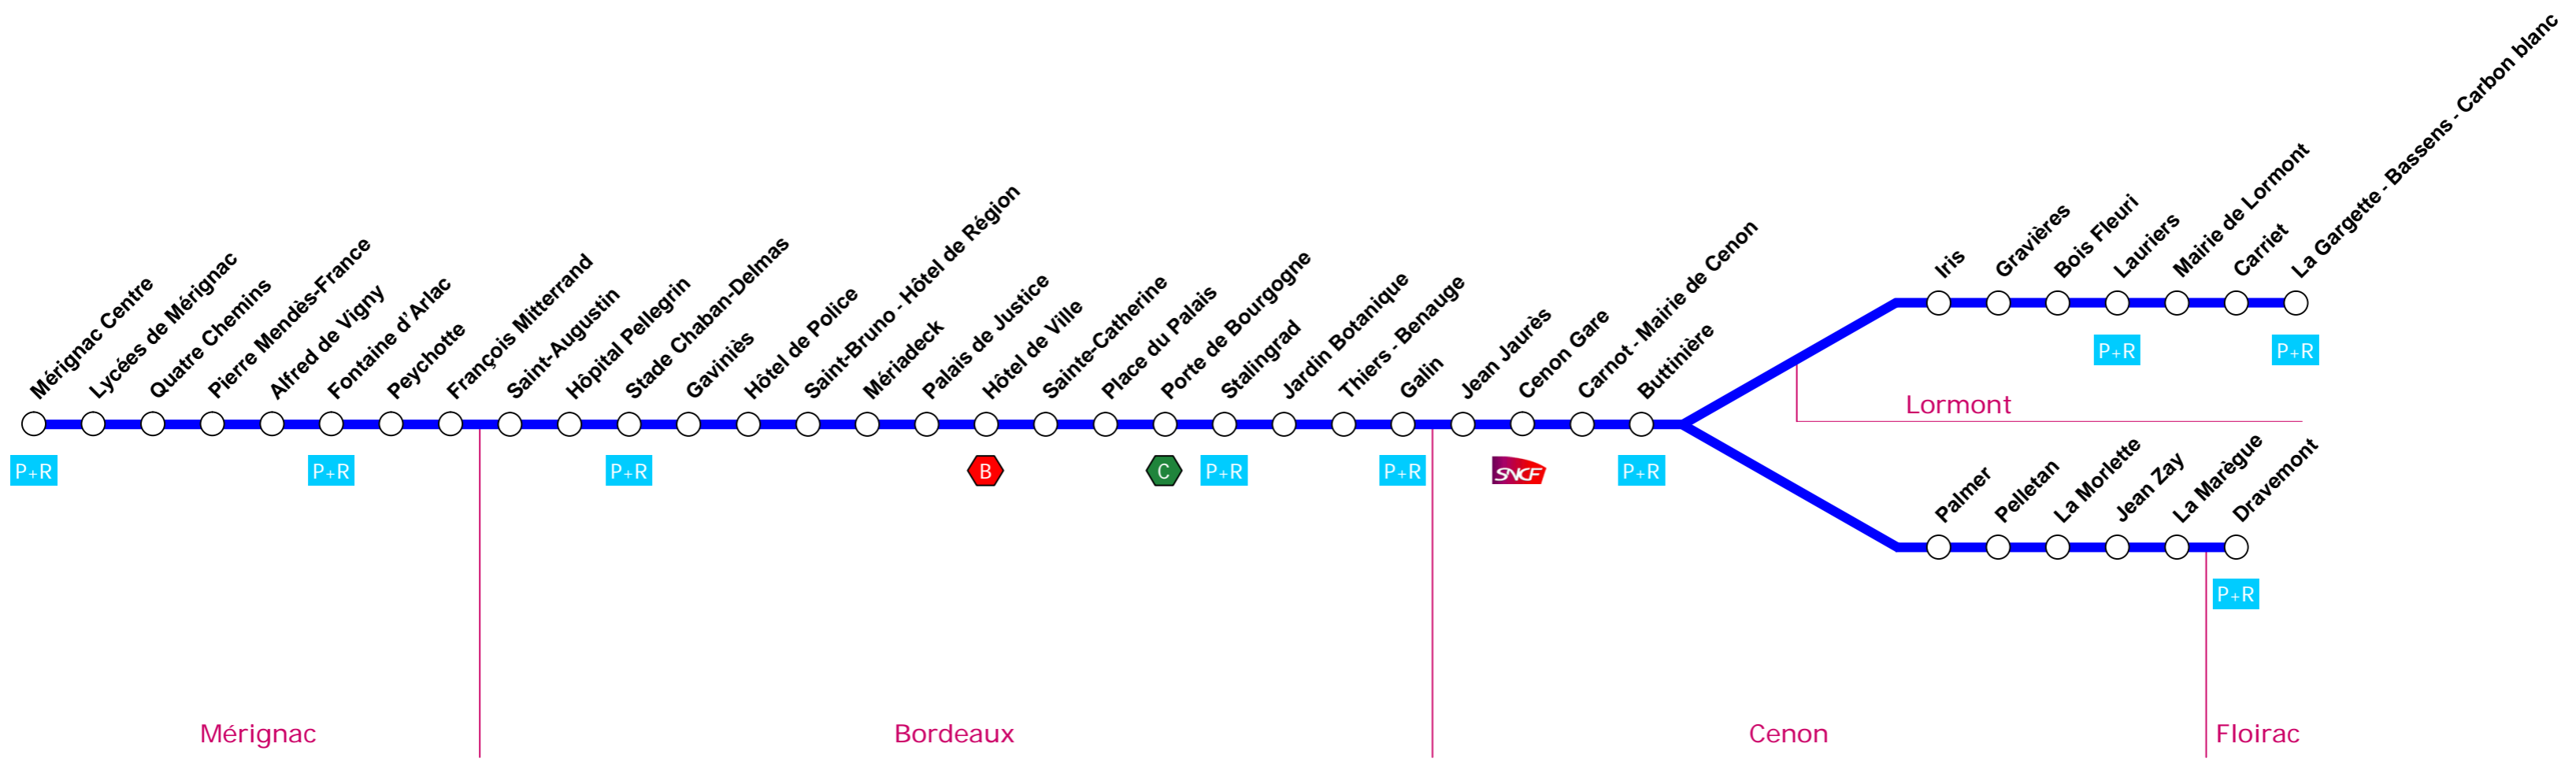 Mérignac Centre
Lycées de Mérignac
Quatre Chemins
Pierre Mendès-France
Alfred de Vigny
Fontaine d'Arlac
Peychotte
François Mitterrand
Saint-Augustin
Hôpital Pellegrin
Stade Chaban-Delmas
Gaviniès
Hôtel de Police
Saint-Bruno - Hôtel de Région
Mériadeck
Palais de Justice
Hôtel de Ville
Sainte-Catherine
Place du Palais
Porte de Bourgogne
Stalingrad
Jardin Botanique
Thiers - Benauge
Galin
Jean Jaurès
Cenon Gare
Carnot - Mairie de Cenon
Buttinière
Iris
Gravières
Bois Fleuri
Lauriers
Mairie de Lormont
Carriet
La Gargette - Bassens - Carbon blanc
P+R
P+R
Lormont
Palmer
Pelletan
La Morlette
Jean Zay
La Marègue
Dravemont
P+R
P+R
P+R
P+R
B
C
P+R
P+R
SNCF
P+R
Mérignac
Bordeaux
Cenon
Floirac